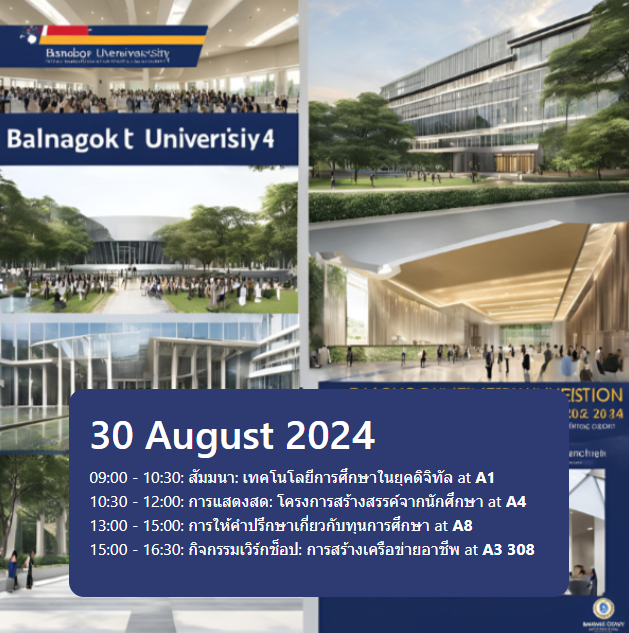 Balnagok t Univerisiy4
30 August 2024
09:00 - 10:30: สัมมนา: เทคโนโลยีการศึกษาในยุคดิจิทัล at A1
10:30 - 12:00: การแสดงสด: โครงการสร้างสรรค์จากนักศึกษา at A4
13:00 - 15:00: การให้คำปรึกษาเกี่ยวกับทุนการศึกษา at A8
15:00 - 16:30: กิจกรรมเวิร์กช็อป: การสร้างเครือข่ายอาชีพ at A3 308